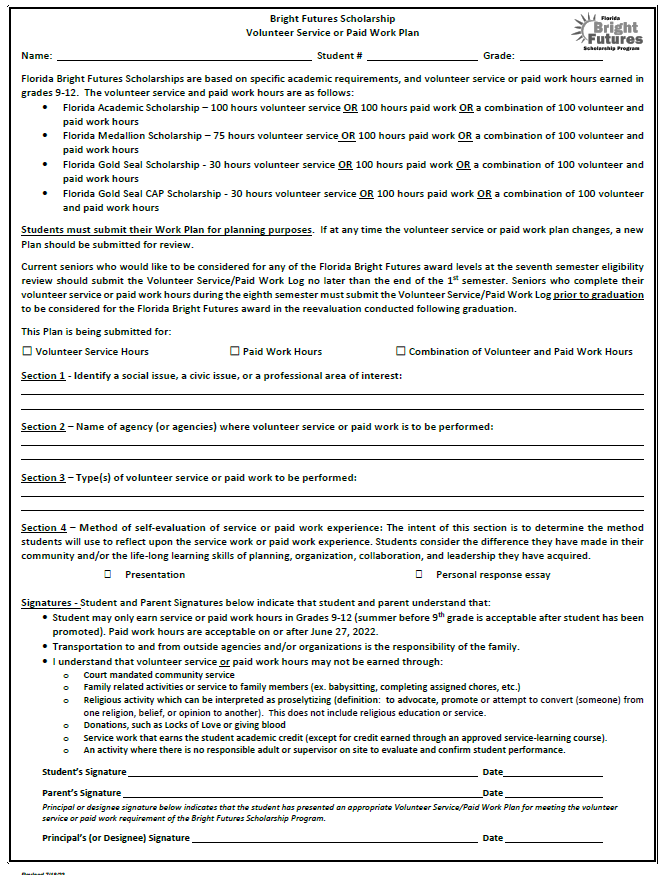 Bright Futures Scholarship
Volunteer Service or Paid Work Plan
Florida
Bright
Futures
Scholarship Program
Name: Student # Grade:
Florida Bright Futures Scholarships are based on specific academic requirements, and volunteer service or paid work hours earned in
grades 9-12. The volunteer service and paid work hours are as follows:
• Florida Academic Scholarship – 100 hours volunteer service OR 100 hours paid work OR a combination of 100 volunteer and
paid work hours
• Florida Medallion Scholarship – 75 hours volunteer service OR 100 hours paid work OR a combination of 100 volunteer and
paid work hours
• Florida Gold Seal Scholarship - 30 hours volunteer service OR 100 hours paid work OR a combination of 100 volunteer and
paid work hours
• Florida Gold Seal CAP Scholarship - 30 hours volunteer service OR 100 hours paid work OR a combination of 100 volunteer
and paid work hours
Students must submit their Work Plan for planning purposes. If at any time the volunteer service or paid work plan changes, a new
Plan should be submitted for review.
Current seniors who would like to be considered for any of the Florida Bright Futures award levels at the seventh semester eligibility
review should submit the Volunteer Service/Paid Work Log no later than the end of the 1st semester. Seniors who complete their
volunteer service or paid work hours during the eighth semester must submit the Volunteer Service/Paid Work Log prior to graduation
to be considered for the Florida Bright Futures award in the reevaluation conducted following graduation.
This Plan is being submitted for:
☐ Volunteer Service Hours ☐ Paid Work Hours ☐ Combination of Volunteer and Paid Work Hours
Section 1 - Identify a social issue, a civic issue, or a professional area of interest:
Section 2 – Name of agency (or agencies) where volunteer service or paid work is to be performed:
Section 3 – Type(s) of volunteer service or paid work to be performed:
Section 4 – Method of self-evaluation of service or paid work experience: The intent of this section is to determine the method
students will use to reflect upon the service work or paid work experience. Students consider the difference they have made in their
community and/or the life-long learning skills of planning, organization, collaboration, and leadership they have acquired.
☐ Presentation ☐ Personal response essay
Signatures - Student and Parent Signatures below indicate that student and parent understand that:
• Student may only earn service or paid work hours in Grades 9-12 (summer before 9th grade is acceptable after student has been
promoted). Paid work hours are acceptable on or after June 27, 2022.
• Transportation to and from outside agencies and/or organizations is the responsibility of the family.
• I understand that volunteer service or paid work hours may not be earned through:
o Court mandated community service
o Family related activities or service to family members (ex. babysitting, completing assigned chores, etc.)
o Religious activity which can be interpreted as proselytizing (definition: to advocate, promote or attempt to convert (someone) from
one religion, belief, or opinion to another). This does not include religious education or service.
o Donations, such as Locks of Love or giving blood
o Service work that earns the student academic credit (except for credit earned through an approved service-learning course).
o An activity where there is no responsible adult or supervisor on site to evaluate and confirm student performance.
Student's Signature Date
Parent's Signature Date
Principal or designee signature below indicates that the student has presented an appropriate Volunteer Service/Paid Work Plan for meeting the volunteer
service or paid work requirement of the Bright Futures Scholarship Program.
Principal's (or Designee) Signature Date